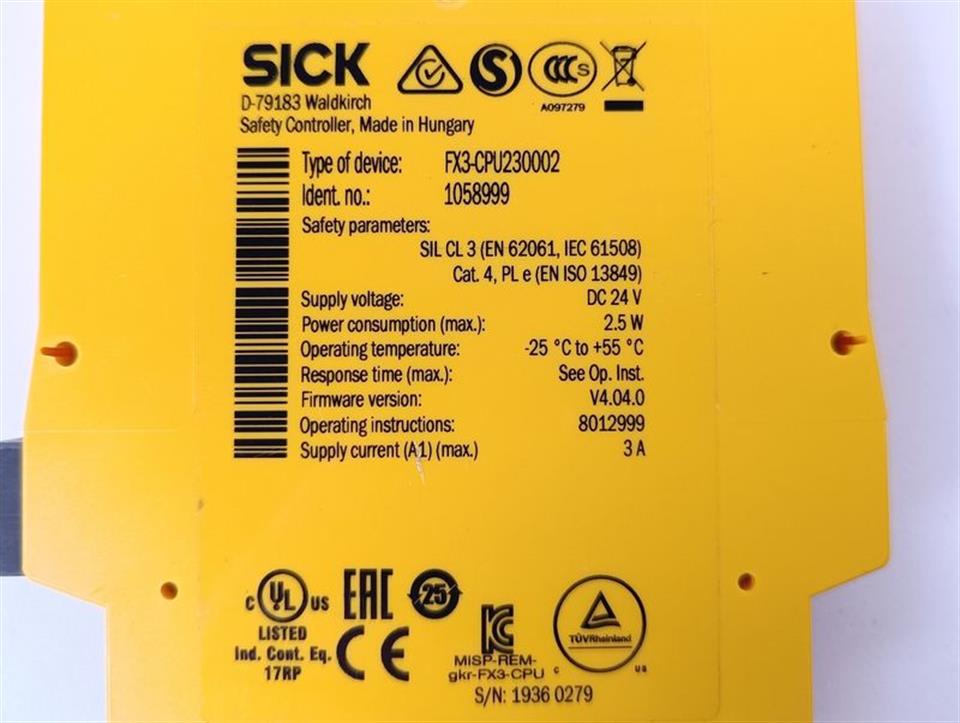 SICK
D-79183 Waldkirch
Safety Controller, Made in Hungary
S
CCC S
A097279
Type of device: FX3-CPU230002
Ident. no.: 1058999
Safety parameters:
SIL CL 3 (EN 62061, IEC 61508)
Cat. 4, PL e (EN ISO 13849)
Supply voltage: DC 24 V
Power consumption (max.): 2.5 W
Operating temperature: -25 °C to +55 °C
Response time (max.): See Op. Inst.
Firmware version: V4.04.0
Operating instructions: 8012999
Supply current (A1) (max.) 3 A
c UL us
LISTED
Ind. Cont. Eq.
17RP
EAC
25
CE
KC
MISP-REM-
gkr-FX3-CPU
TÜVRheinland
c us
S/N: 1936 0279